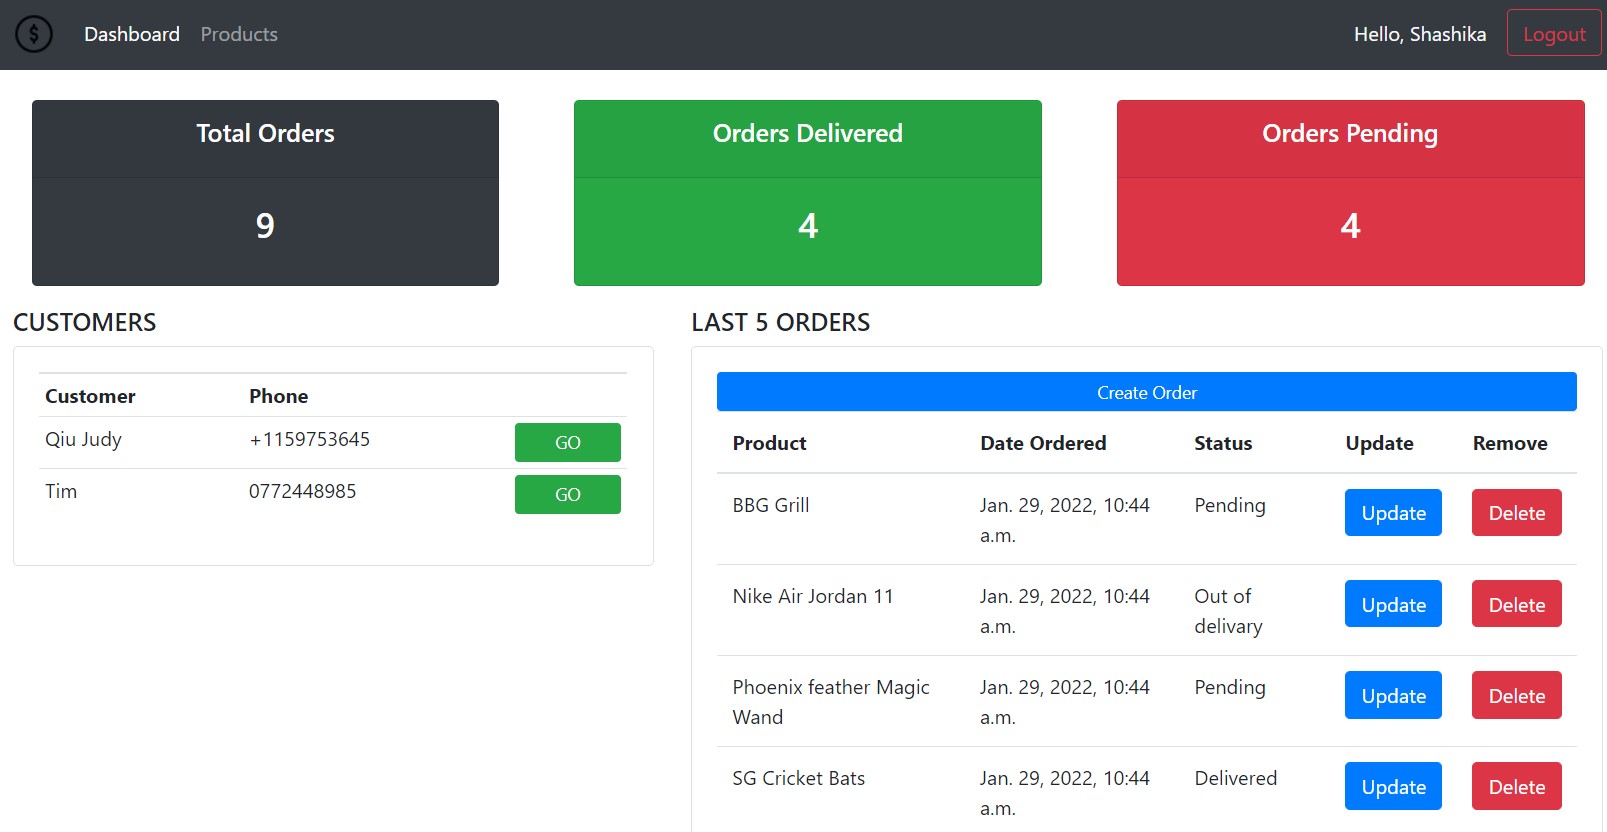 $ Dashboard Products Hello, Shashika Logout
Total Orders
9
Orders Delivered
4
Orders Pending
4
CUSTOMERS
Customer Phone
Qiu Judy +1159753645 GO
Tim 0772448985 GO
LAST 5 ORDERS
Create Order
Product Date Ordered Status Update Remove
BBG Grill Jan. 29, 2022, 10:44 Pending Update Delete
a.m.
Nike Air Jordan 11 Jan. 29, 2022, 10:44 Out of Update Delete
a.m. delivary
Phoenix feather Magic Jan. 29, 2022, 10:44 Pending Update Delete
Wand a.m.
SG Cricket Bats Jan. 29, 2022, 10:44 Delivered Update Delete
a.m.